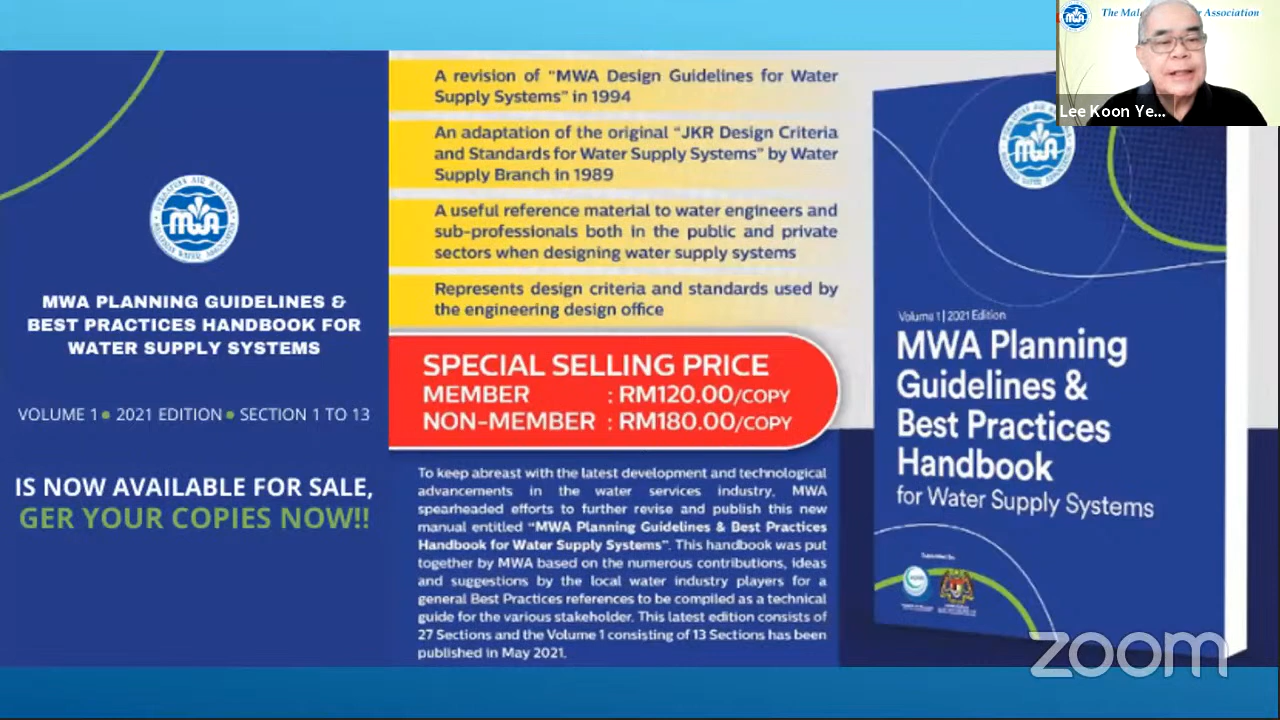 MWA PLANNING GUIDELINES &
BEST PRACTICES HANDBOOK FOR
WATER SUPPLY SYSTEMS
VOLUME 1 • 2021 EDITION • SECTION 1 TO 13
IS NOW AVAILABLE FOR SALE,
GER YOUR COPIES NOW!!
A revision of "MWA Design Guidelines for Water
Supply Systems" in 1994
An adaptation of the original "JKR Design Criteria
and Standards for Water Supply Systems" by Water
Supply Branch in 1989
A useful reference material to water engineers and
sub-professionals both in the public and private
sectors when designing water supply systems
Represents design criteria and standards used by
the engineering design office
SPECIAL SELLING PRICE
MEMBER : RM120.00/COPY
NON-MEMBER : RM180.00/COPY
To keep abreast with the latest development and technological
advancements in the water services industry, MWA
spearheaded efforts to further revise and publish this new
manual entitled "MWA Planning Guidelines & Best Practices
Handbook for Water Supply Systems". This handbook was put
together by MWA based on the numerous contributions, ideas
and suggestions by the local water industry players for a
general Best Practices references to be compiled as a technical
guide for the various stakeholder. This latest edition consists of
27 Sections and the Volume 1 consisting of 13 Sections has been
published in May 2021.
The Mala
r Association
Lee Koon Ye...
MWA
MWA
Volume 1 | 2021 Edition
MWA Planning
Guidelines &
Best Practices
Handbook
for Water Supply Systems
zoom